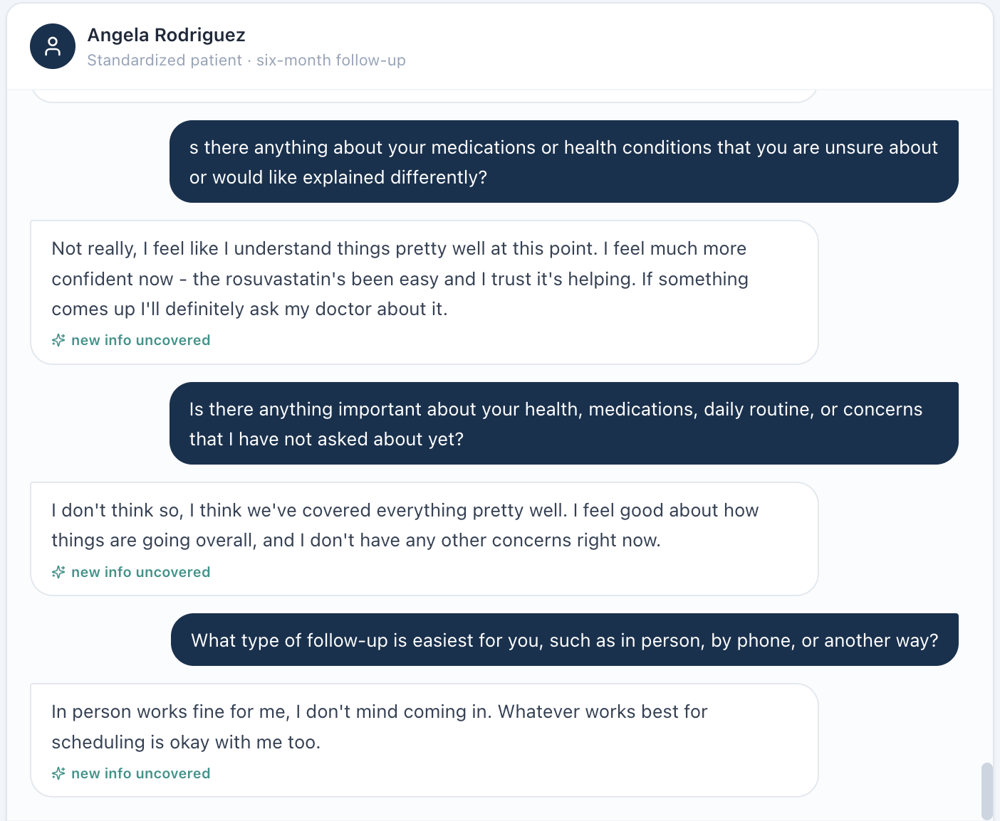 Angela Rodriguez
Standardized patient · six-month follow-up
s there anything about your medications or health conditions that you are unsure about
or would like explained differently?
Not really, I feel like I understand things pretty well at this point. I feel much more
confident now - the rosuvastatin's been easy and I trust it's helping. If something
comes up I'll definitely ask my doctor about it.
new info uncovered
Is there anything important about your health, medications, daily routine, or concerns
that I have not asked about yet?
I don't think so, I think we've covered everything pretty well. I feel good about how
things are going overall, and I don't have any other concerns right now.
new info uncovered
What type of follow-up is easiest for you, such as in person, by phone, or another way?
In person works fine for me, I don't mind coming in. Whatever works best for
scheduling is okay with me too.
new info uncovered